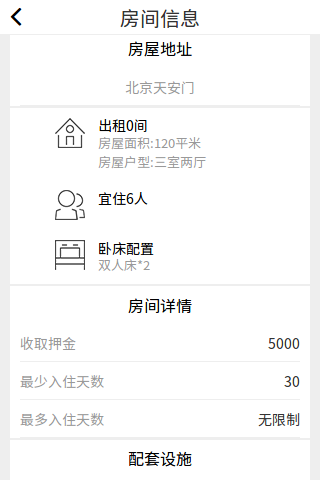 房间信息
房屋地址
北京天安门
出租0间
房屋面积:120平米
房屋户型:三室两厅
宜住6人
卧床配置
双人床*2
房间详情
收取押金 5000
最少入住天数 30
最多入住天数 无限制
配套设施